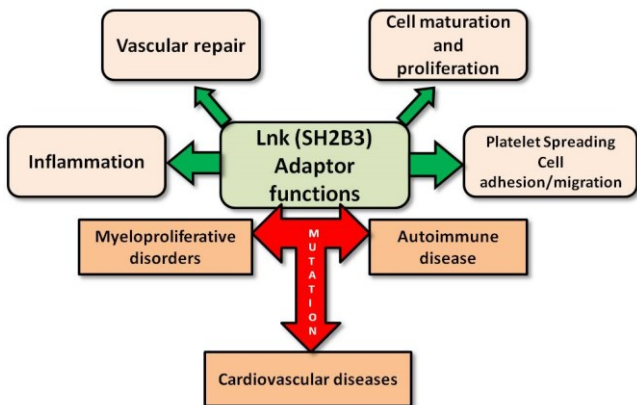 Vascular repair
Cell maturation
and
proliferation
Lnk (SH2B3)
Adaptor
functions
Inflammation
Platelet Spreading
Cell
adhesion/migration
Myeloproliferative
disorders
MUTATION
Autoimmune
disease
Cardiovascular diseases